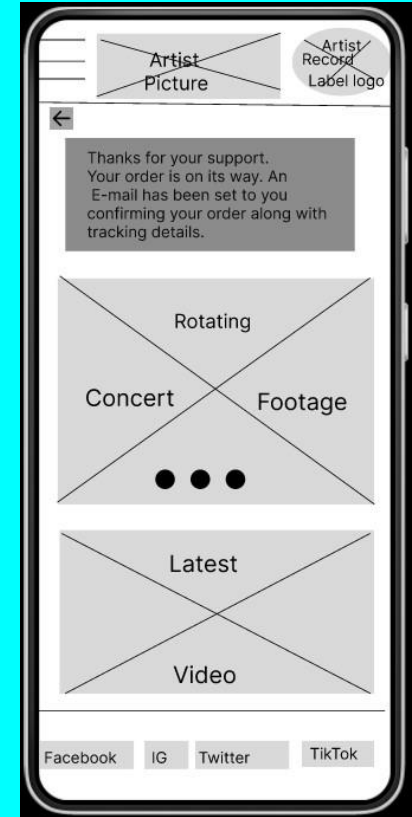 Artist
Picture
Artist
Record
Label logo
Thanks for your support.
Your order is on its way. An
E-mail has been set to you
confirming your order along with
tracking details.
Rotating
Concert Footage
Latest
Video
Facebook IG Twitter TikTok